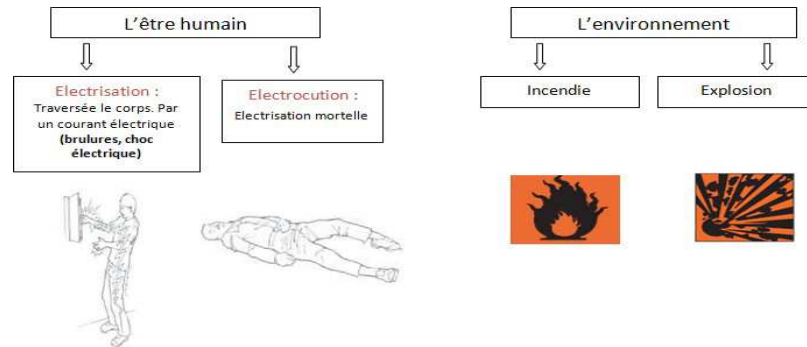 L'être humain
Electrisation :
Traversée le corps. Par
un courant électrique
(brulures, choc
électrique)
Electrocution :
Electrisation mortelle
L'environnement
Incendie
Explosion